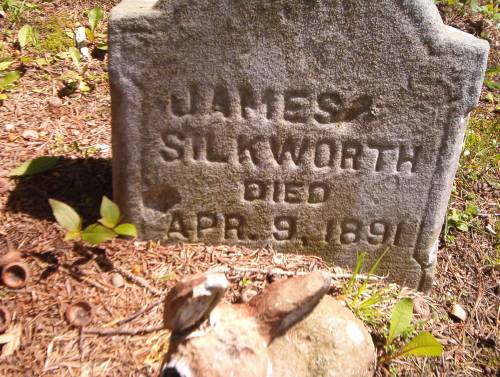 JAMES
SILKWORTH
DIED
APR. 9. 1891